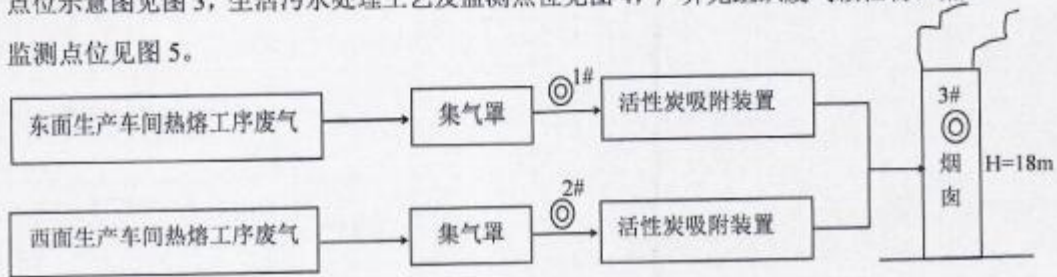 监测点位见图 5。
1#
东面生产车间热熔工序废气
集气罩
活性炭吸附装置
3#
烟
囱
H=18m
2#
西面生产车间热熔工序废气
集气罩
活性炭吸附装置